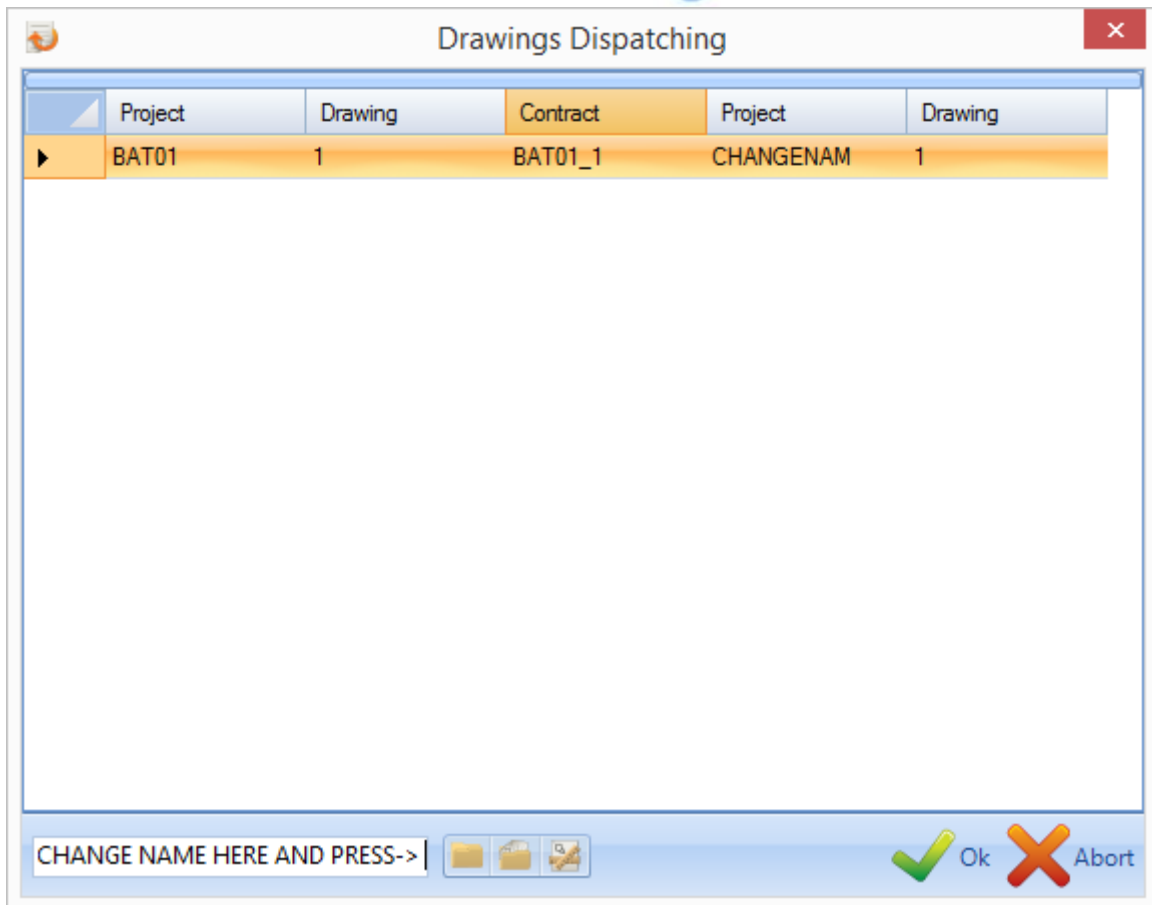 Drawings Dispatching
Project Drawing Contract Project Drawing
BAT01 1 BAT01_1 CHANGENAM 1
CHANGE NAME HERE AND PRESS-> Ok Abort